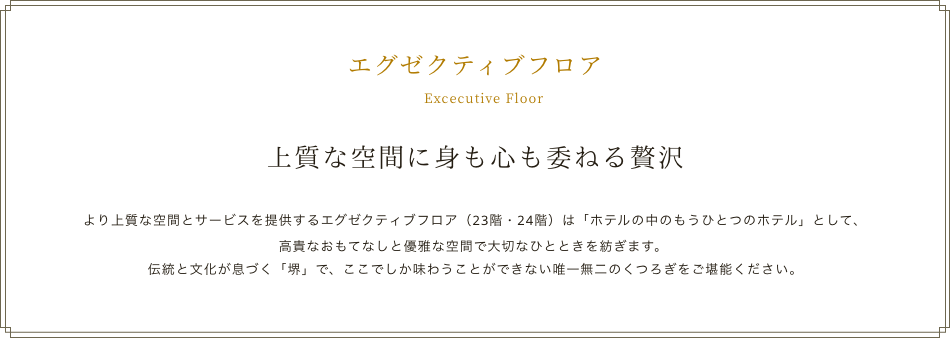 エグゼクティブフロア
Excecutive Floor
上質な空間に身も心も委ねる贅沢
より上質な空間とサービスを提供するエグゼクティブフロア（23階・24階）は「ホテルの中のもうひとつのホテル」として、
高貴なおもてなしと優雅な空間で大切なひとときを紡ぎます。
伝統と文化が息づく「堺」で、ここでしか味わうことができない唯一無二のくつろぎをご堪能ください。